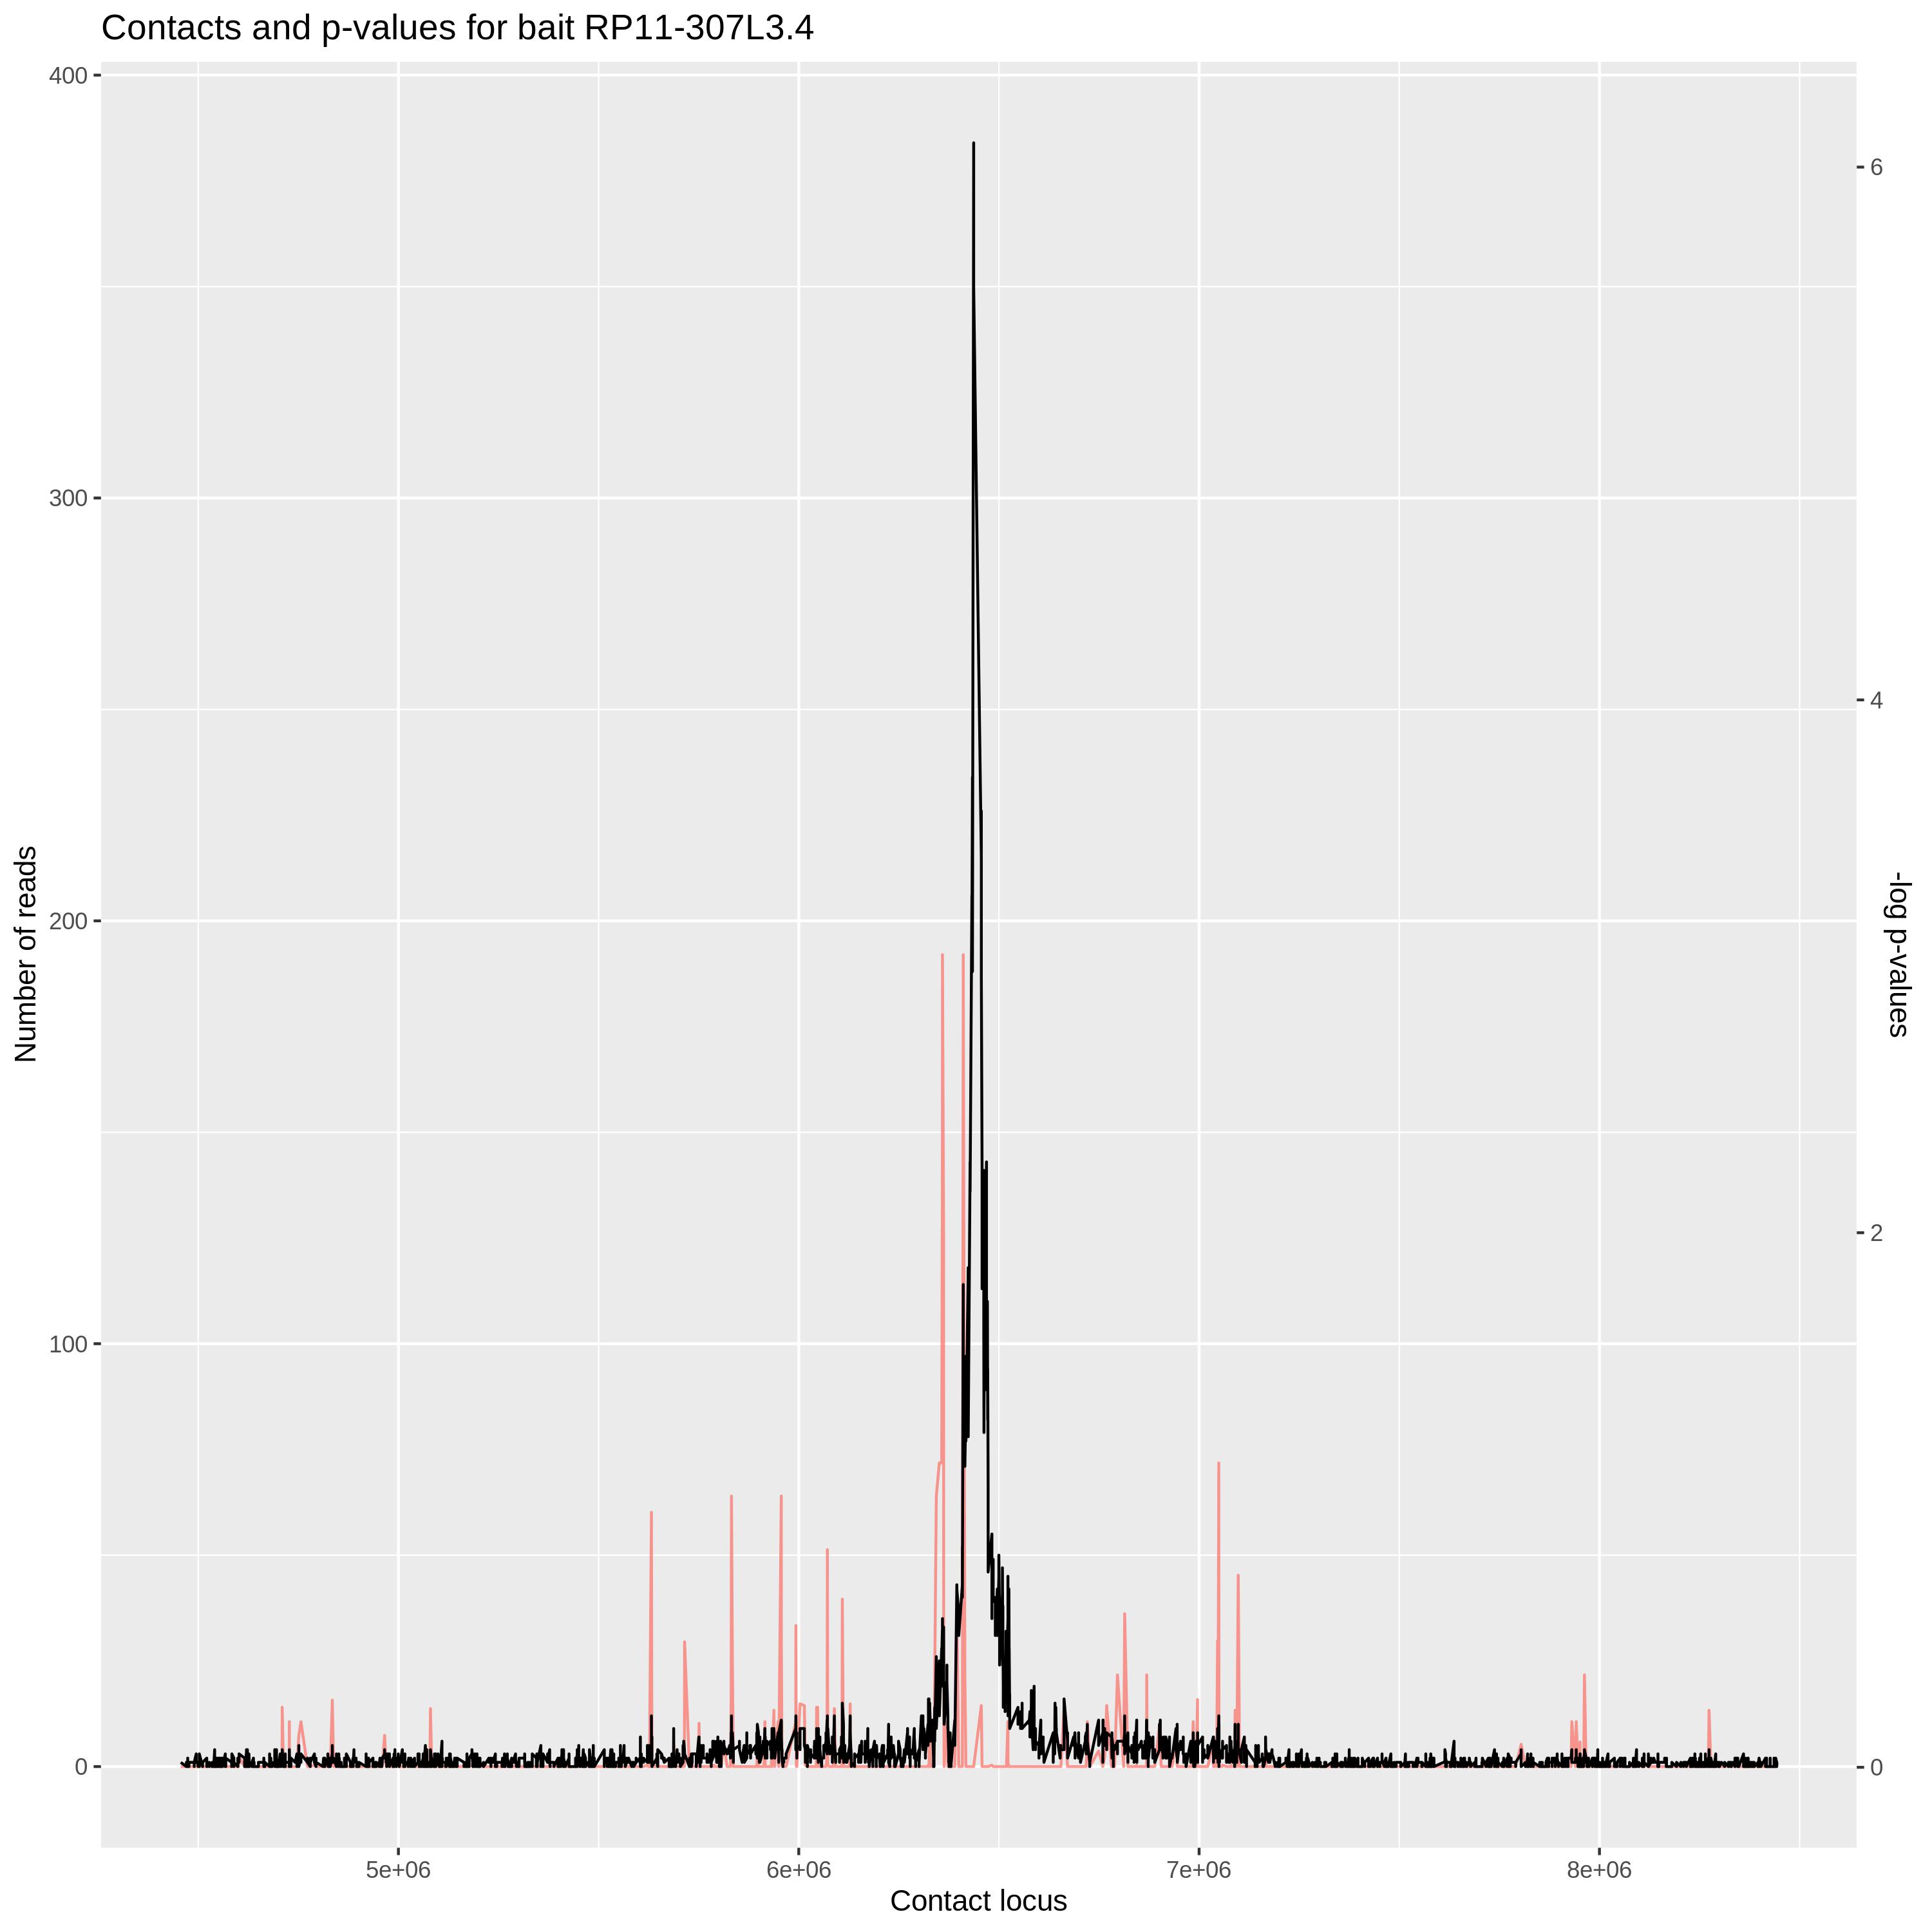 Contacts and p-values for bait RP11-307L3.4
400
300
200
100
0
Number of reads
6
4
2
0
-log p-values
5e+06
6e+06
7e+06
8e+06
Contact locus